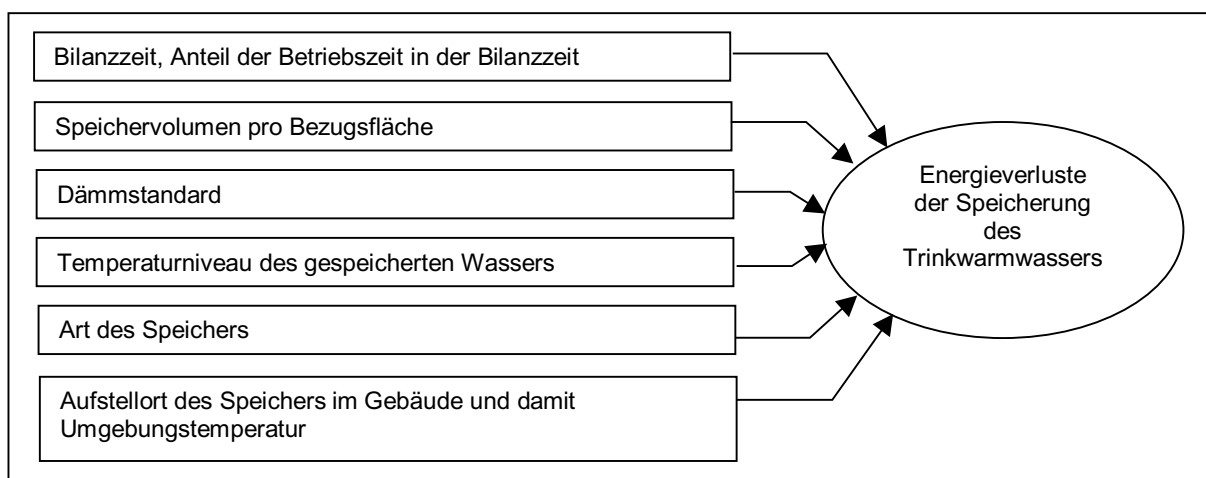 Bilanzzeit, Anteil der Betriebszeit in der Bilanzzeit
Speichervolumen pro Bezugsfläche
Dämmstandard
Temperaturniveau des gespeicherten Wassers
Art des Speichers
Aufstellort des Speichers im Gebäude und damit
Umgebungstemperatur
Energieverluste
der Speicherung
des
Trinkwarmwassers